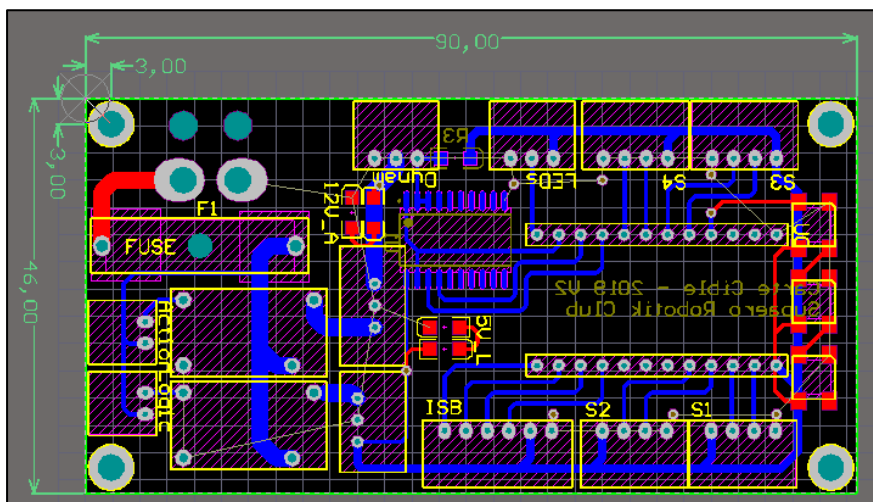 90,00
3,00
3,00
46,00
R3
Dynam
LEDs
S4
S3
12V_A
F1
FUSE
Carte Cible - 2019 V2
Supaero Robotik Club
Action
Logic
5V_L
ISB
S2
S1